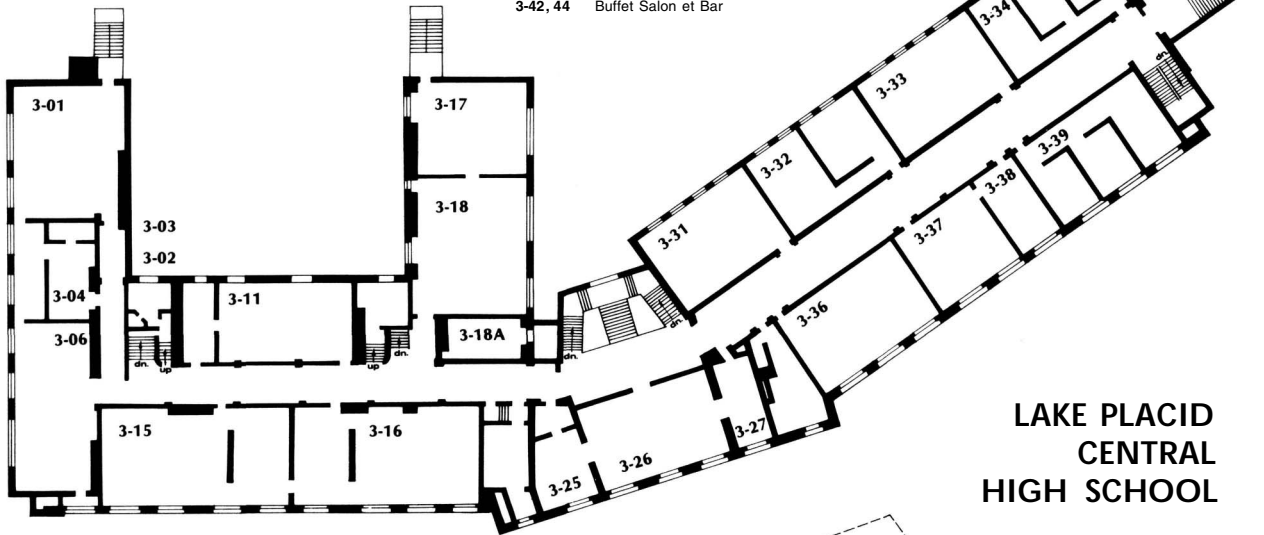 3-42, 44 Buffet Salon et Bar
3-34
3-33
dn.
3-01
3-17
3-39
3-32
3-38
3-18
3-03
3-31
3-37
3-02
3-04
3-11
3-36
dn.
3-06
3-18A
dn.
dn.
up
up
dn.
3-15
3-16
3-27
3-26
3-25
LAKE PLACID
CENTRAL
HIGH SCHOOL